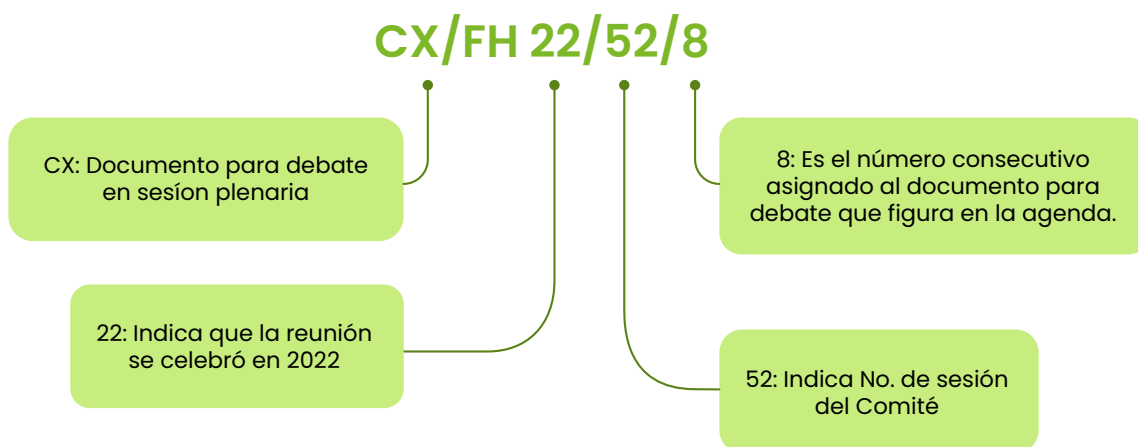 CX/FH 22/52/8
CX: Documento para debate
en sesíon plenaria
8: Es el número consecutivo
asignado al documento para
debate que figura en la agenda.
22: Indica que la reunión
se celebró en 2022
52: Indica No. de sesión
del Comité